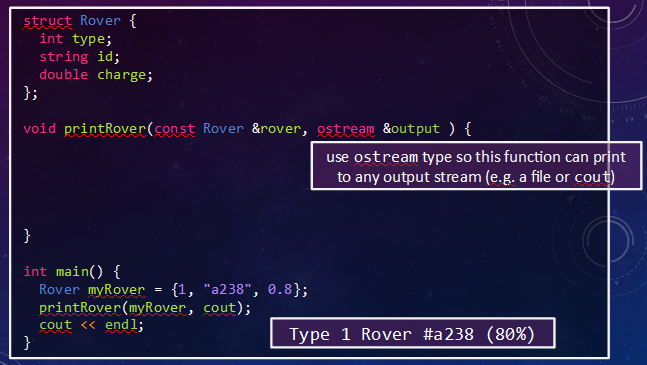 struct Rover {
  int type;
  string id;
  double charge;
};
void printRover(const Rover &rover, ostream &output ) {
use ostream type so this function can print
to any output stream (e.g. a file or cout)
}
int main() {
  Rover myRover = {1, "a238", 0.8};
  printRover(myRover, cout);
  cout << endl;
}
Type 1 Rover #a238 (80%)